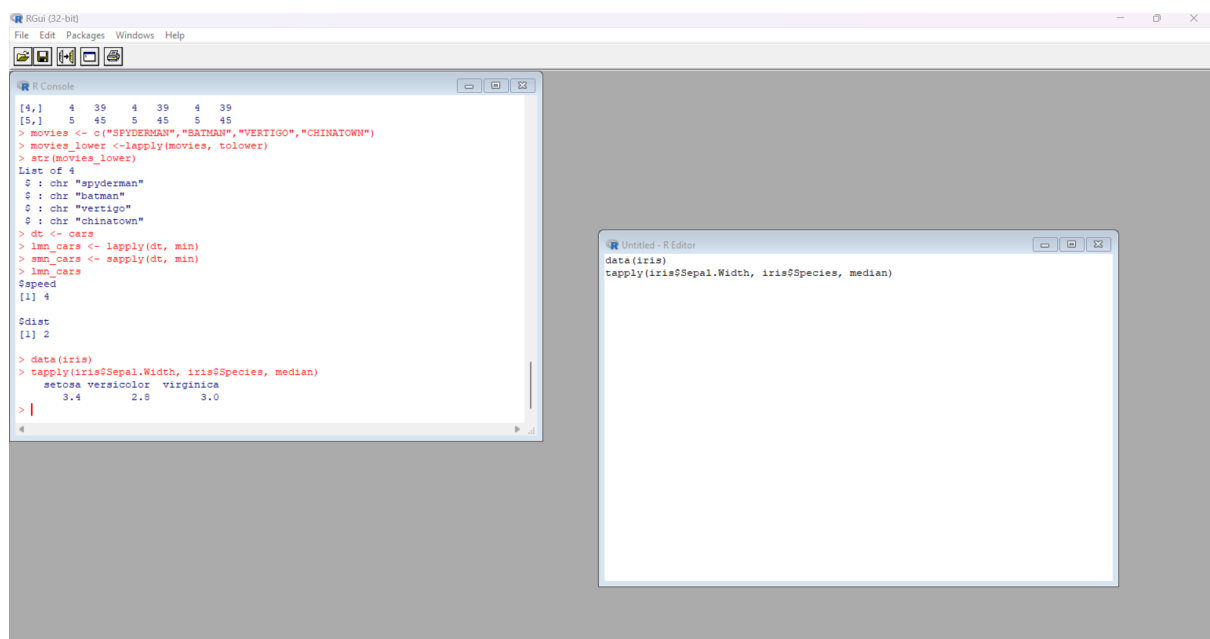 RGui (32-bit)
File Edit Packages Windows Help
R Console
[4,]    4   39    4   39    4   39
[5,]    5   45    5   45    5   45
> movies <- c("SPYDERMAN","BATMAN","VERTIGO","CHINATOWN")
> movies_lower <-lapply(movies, tolower)
> str(movies_lower)
List of 4
 $ : chr "spyderman"
 $ : chr "batman"
 $ : chr "vertigo"
 $ : chr "chinatown"
> dt <- cars
> lmn_cars <- lapply(dt, min)
> smn_cars <- sapply(dt, min)
> lmn_cars
$speed
[1] 4
$dist
[1] 2
> data(iris)
> tapply(iris$Sepal.Width, iris$Species, median)
    setosa versicolor  virginica
       3.4        2.8        3.0
>
Untitled - R Editor
data(iris)
tapply(iris$Sepal.Width, iris$Species, median)